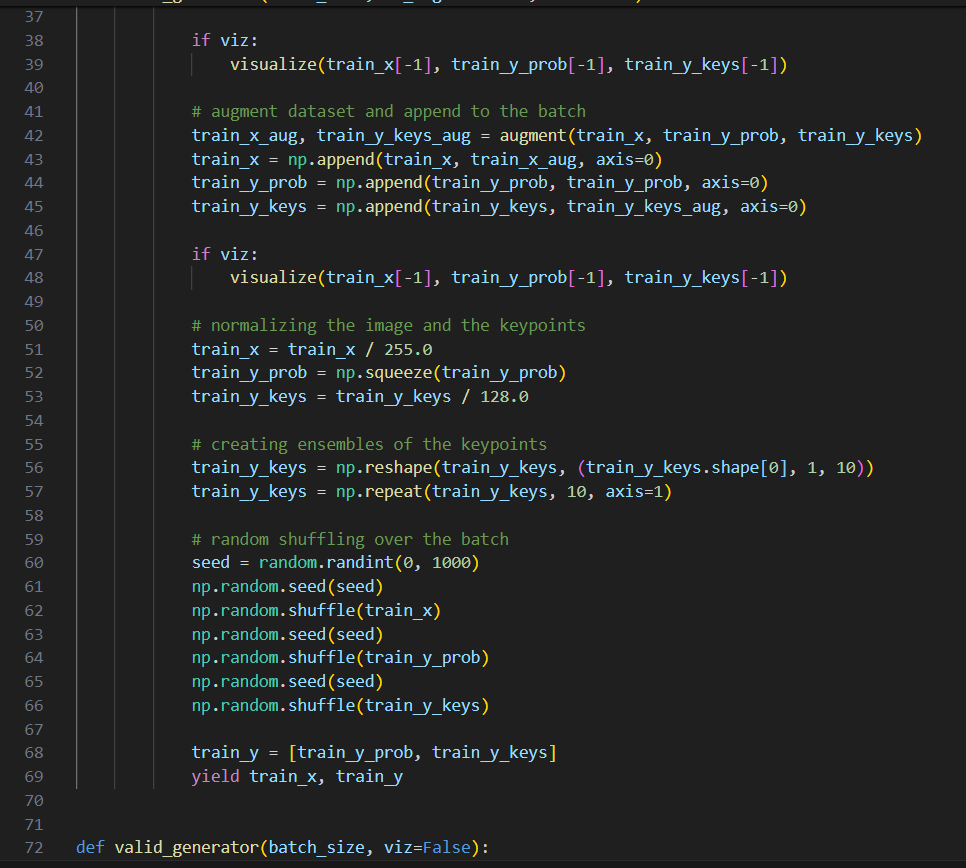 37
38 if viz:
39 visualize(train_x[-1], train_y_prob[-1], train_y_keys[-1])
40
41 # augment dataset and append to the batch
42 train_x_aug, train_y_keys_aug = augment(train_x, train_y_prob, train_y_keys)
43 train_x = np.append(train_x, train_x_aug, axis=0)
44 train_y_prob = np.append(train_y_prob, train_y_prob, axis=0)
45 train_y_keys = np.append(train_y_keys, train_y_keys_aug, axis=0)
46
47 if viz:
48 visualize(train_x[-1], train_y_prob[-1], train_y_keys[-1])
49
50 # normalizing the image and the keypoints
51 train_x = train_x / 255.0
52 train_y_prob = np.squeeze(train_y_prob)
53 train_y_keys = train_y_keys / 128.0
54
55 # creating ensembles of the keypoints
56 train_y_keys = np.reshape(train_y_keys, (train_y_keys.shape[0], 1, 10))
57 train_y_keys = np.repeat(train_y_keys, 10, axis=1)
58
59 # random shuffling over the batch
60 seed = random.randint(0, 1000)
61 np.random.seed(seed)
62 np.random.shuffle(train_x)
63 np.random.seed(seed)
64 np.random.shuffle(train_y_prob)
65 np.random.seed(seed)
66 np.random.shuffle(train_y_keys)
67
68 train_y = [train_y_prob, train_y_keys]
69 yield train_x, train_y
70
71
72 def valid_generator(batch_size, viz=False):